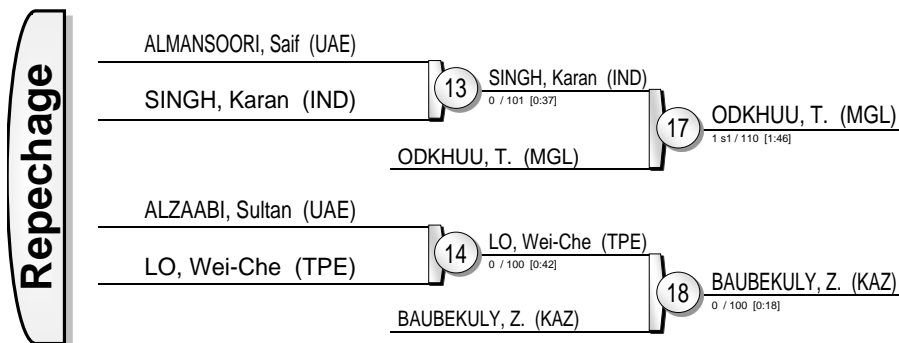 Repechage
ALMANSOORI, Saif (UAE)
SINGH, Karan (IND)
13
SINGH, Karan (IND)
0 / 101 [0:37]
ODKHUU, T. (MGL)
17
ODKHUU, T. (MGL)
1 s1 / 110 [1:46]
ALZAABI, Sultan (UAE)
LO, Wei-Che (TPE)
14
LO, Wei-Che (TPE)
0 / 100 [0:42]
BAUBEKULY, Z. (KAZ)
18
BAUBEKULY, Z. (KAZ)
0 / 100 [0:18]